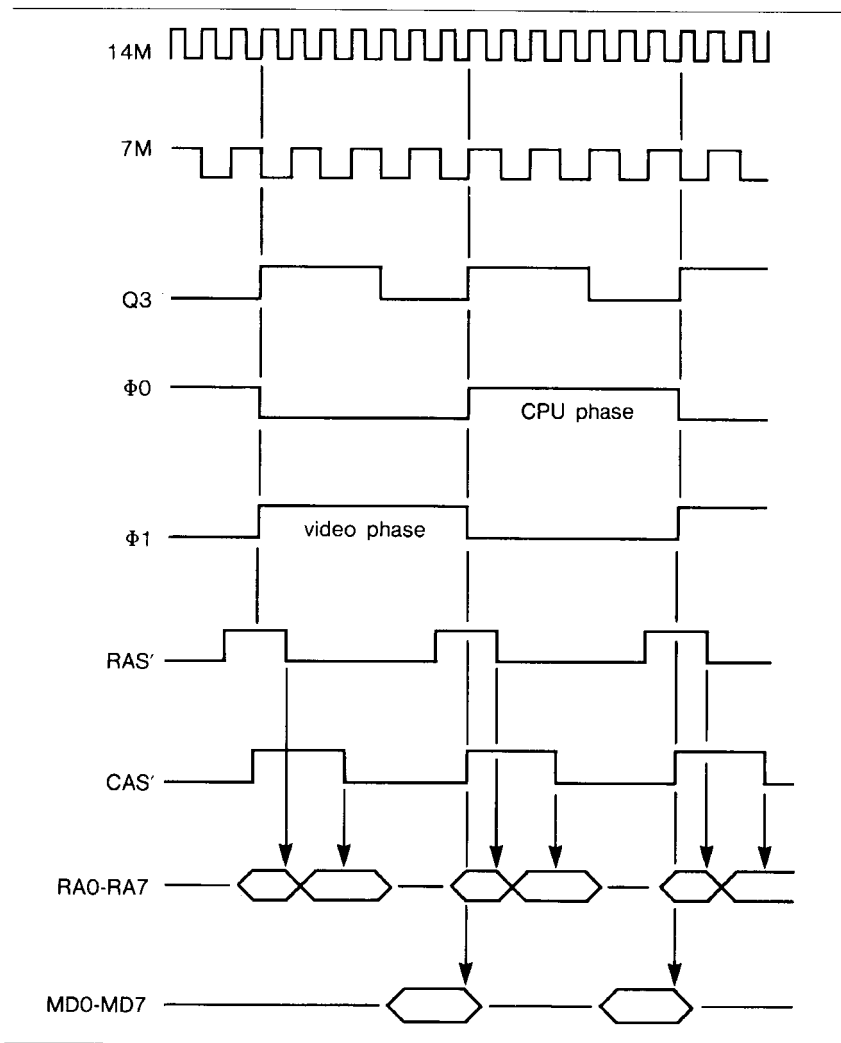 14M
7M
Q3
Φ0
CPU phase
Φ1
video phase
RAS′
CAS′
RA0-RA7
MD0-MD7